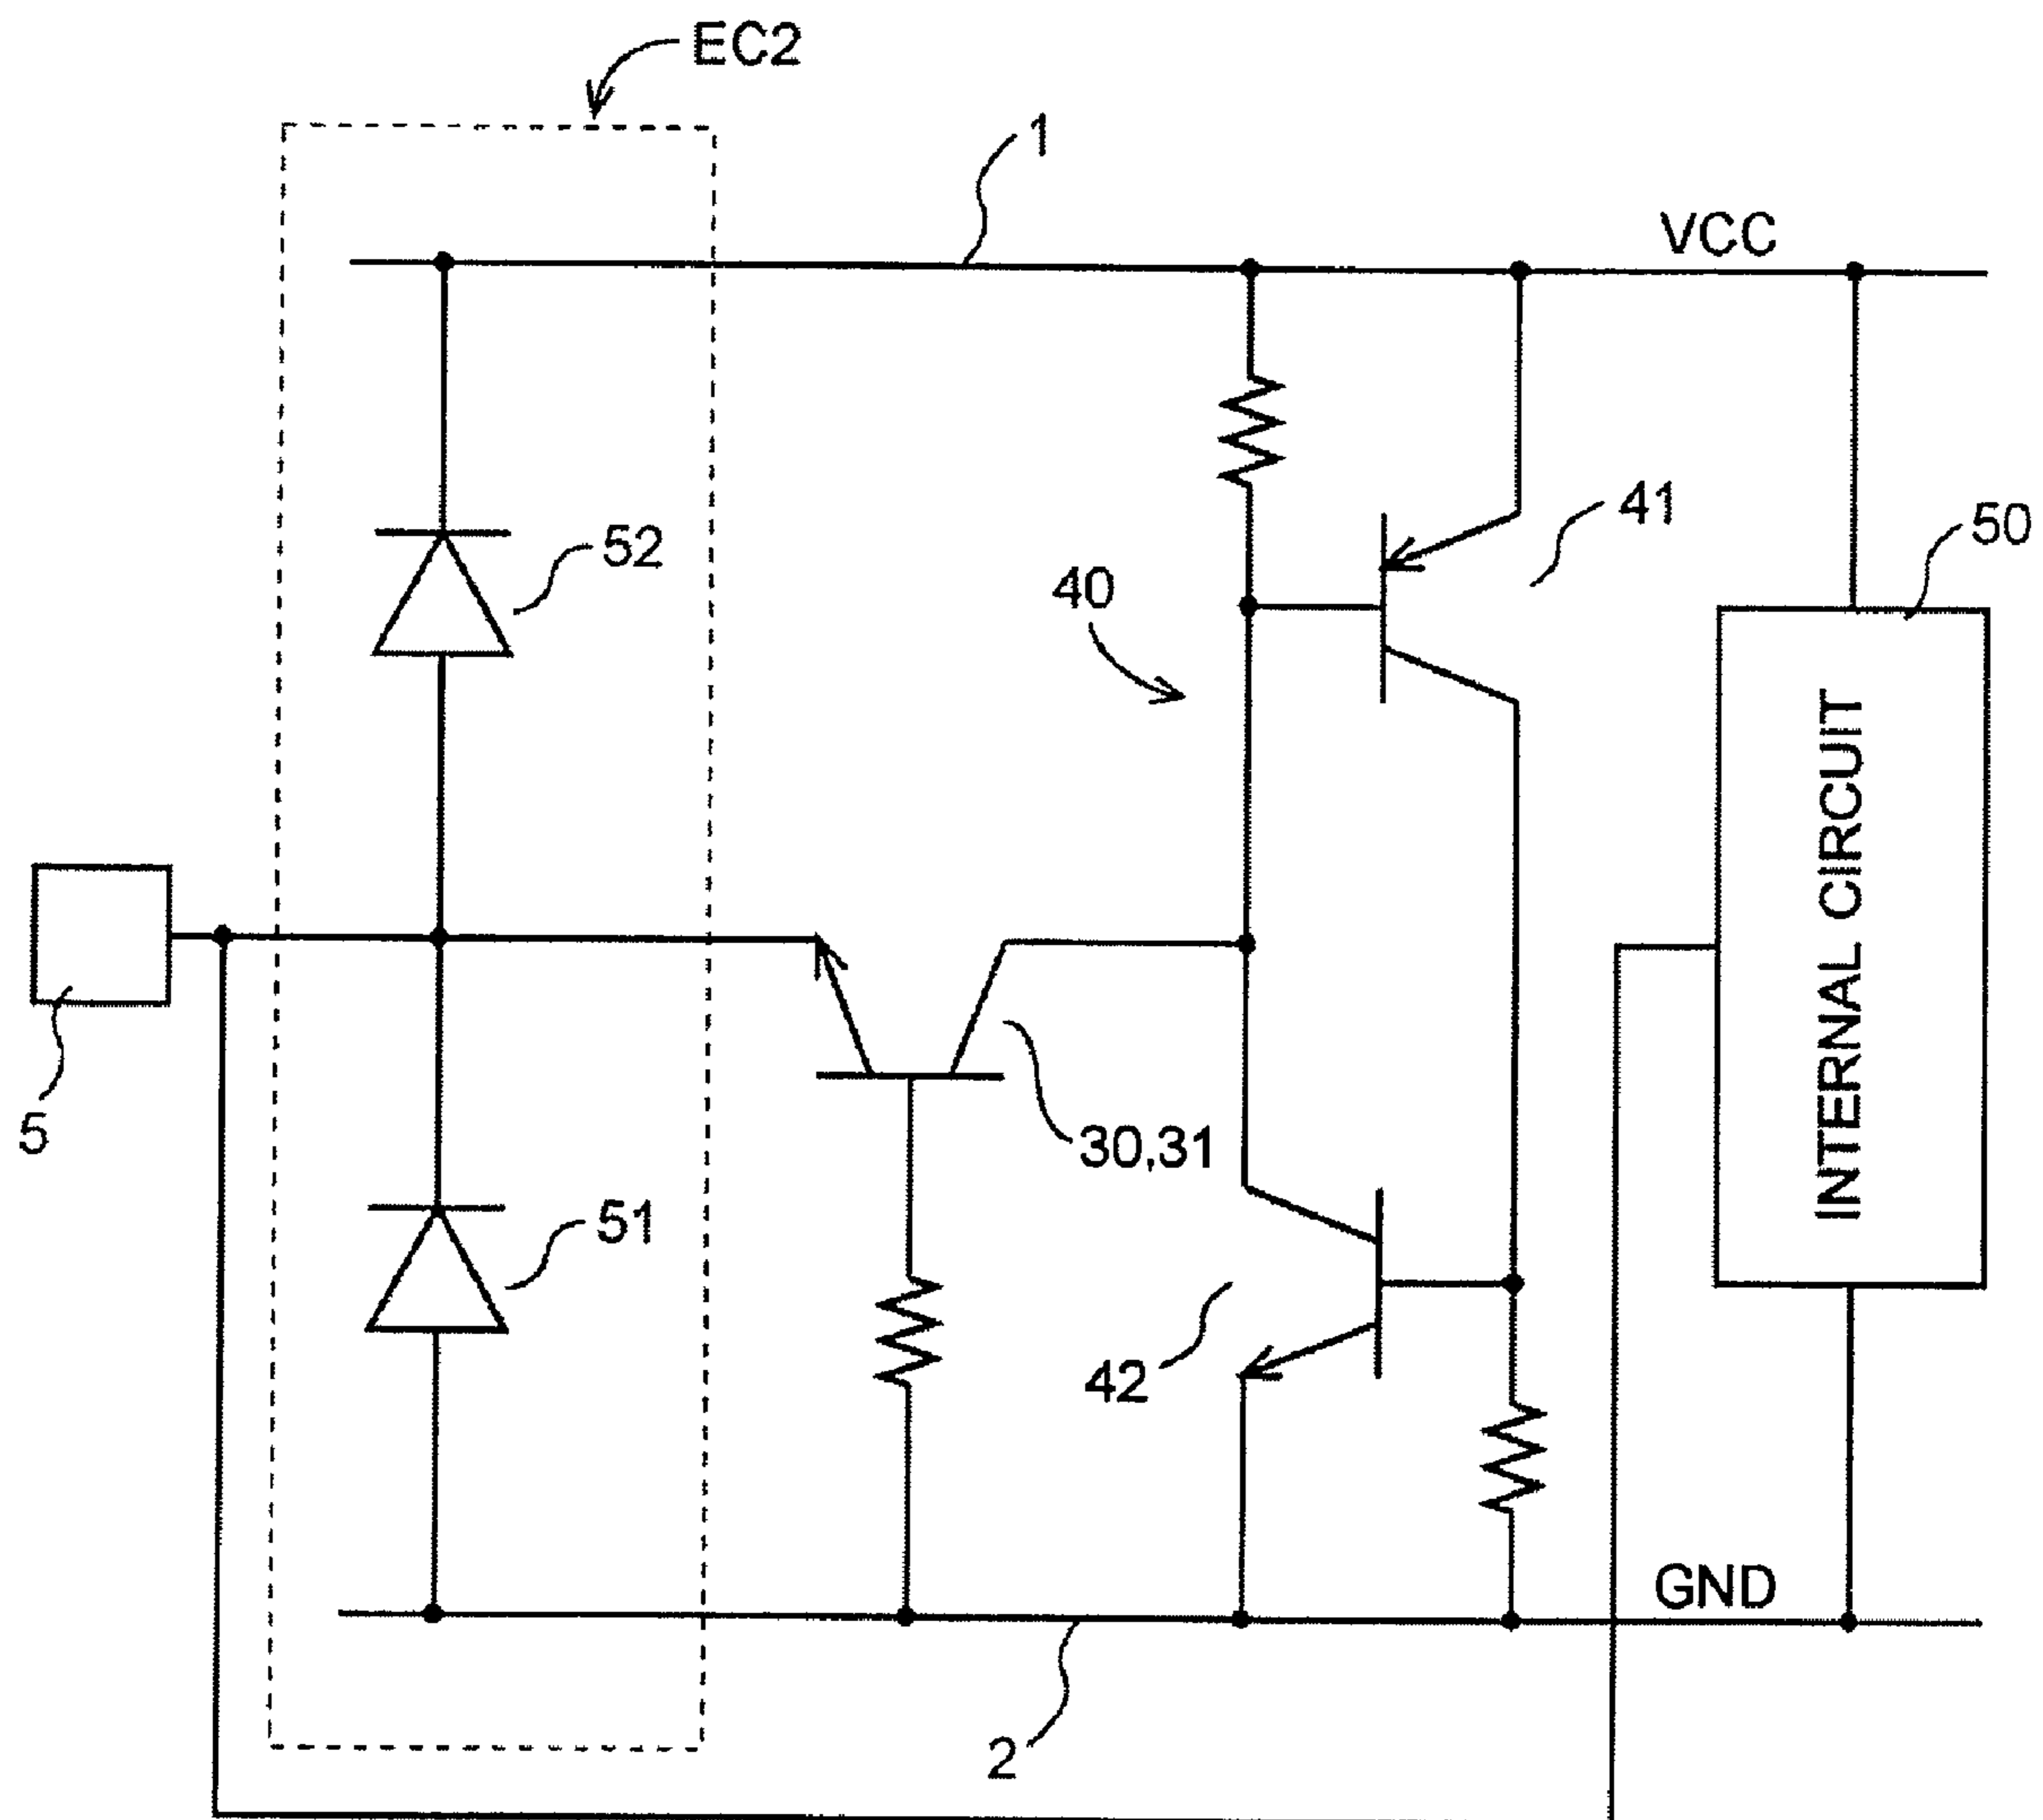 EC2
1
VCC
52
41
50
40
INTERNAL CIRCUIT
5
30,31
51
42
GND
2